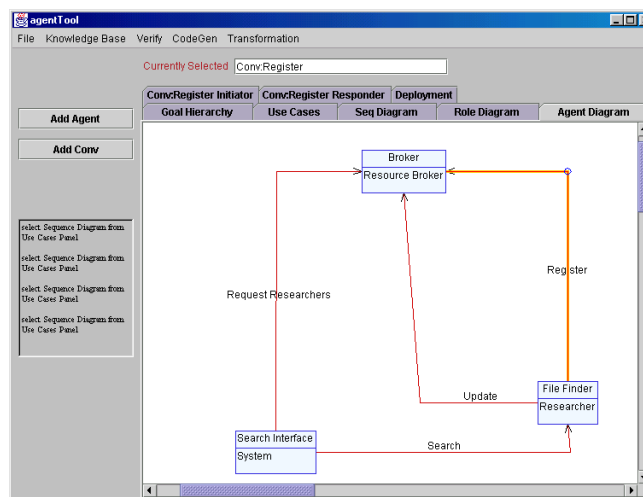 agentTool
File Knowledge Base Verify CodeGen Transformation
Currently Selected Conv:Register
Conv:Register Initiator Conv:Register Responder Deployment
Goal Hierarchy Use Cases Seq Diagram Role Diagram Agent Diagram
Add Agent
Add Conv
select Sequence Diagram from
Use Cases Panel
select Sequence Diagram from
Use Cases Panel
select Sequence Diagram from
Use Cases Panel
select Sequence Diagram from
Use Cases Panel
Broker
Resource Broker
Register
Request Researchers
File Finder
Researcher
Update
Search Interface
System
Search